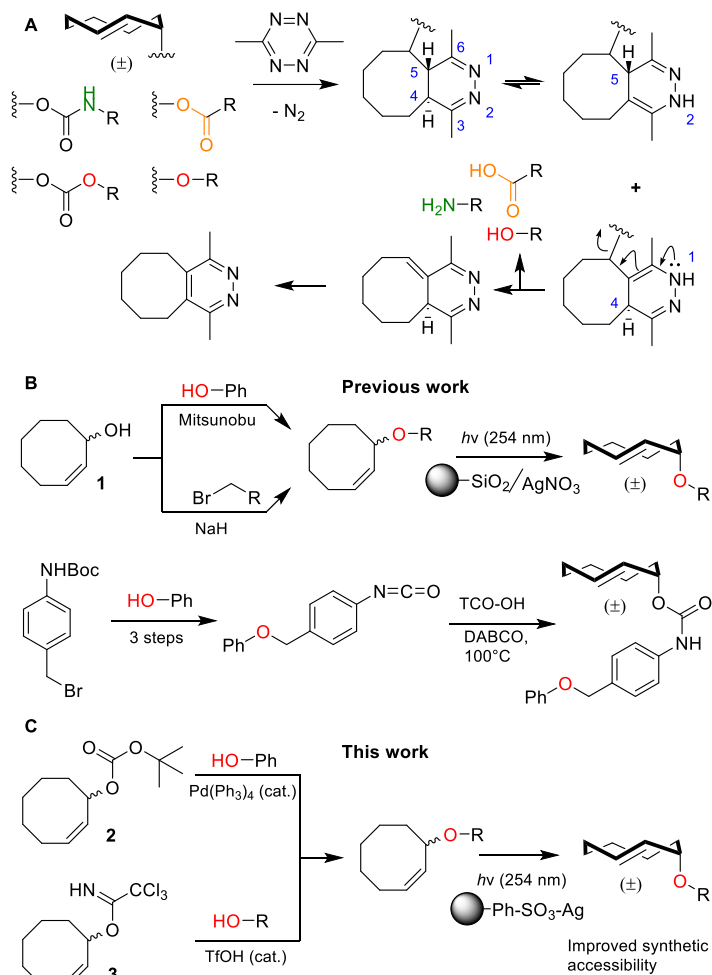 A
(±)
N N
N N
- N₂
H
O N R
O
O R
O
O O R
O
O R
6
N 1
H
5
4
N 2
H 3
H
N
5
NH
2
+
HO R
O
H₂N–R
HO–R
N
N
N
N
H
1
NH
4
N
H
B
Previous work
HO–Ph
Mitsunobu
OH
1
Br R
NaH
O–R
hν (254 nm)
SiO₂/AgNO₃
(±)
O
R
NHBoc
Br
HO–Ph
3 steps
N=C=O
Ph O
TCO-OH
DABCO,
100°C
(±)
O O
NH
Ph O
C
This work
O O
O
2
HO–Ph
Pd(Ph₃)₄ (cat.)
HN CCl₃
O
3
HO–R
TfOH (cat.)
O–R
hν (254 nm)
Ph-SO₃-Ag
(±)
O
R
Improved synthetic
accessibility